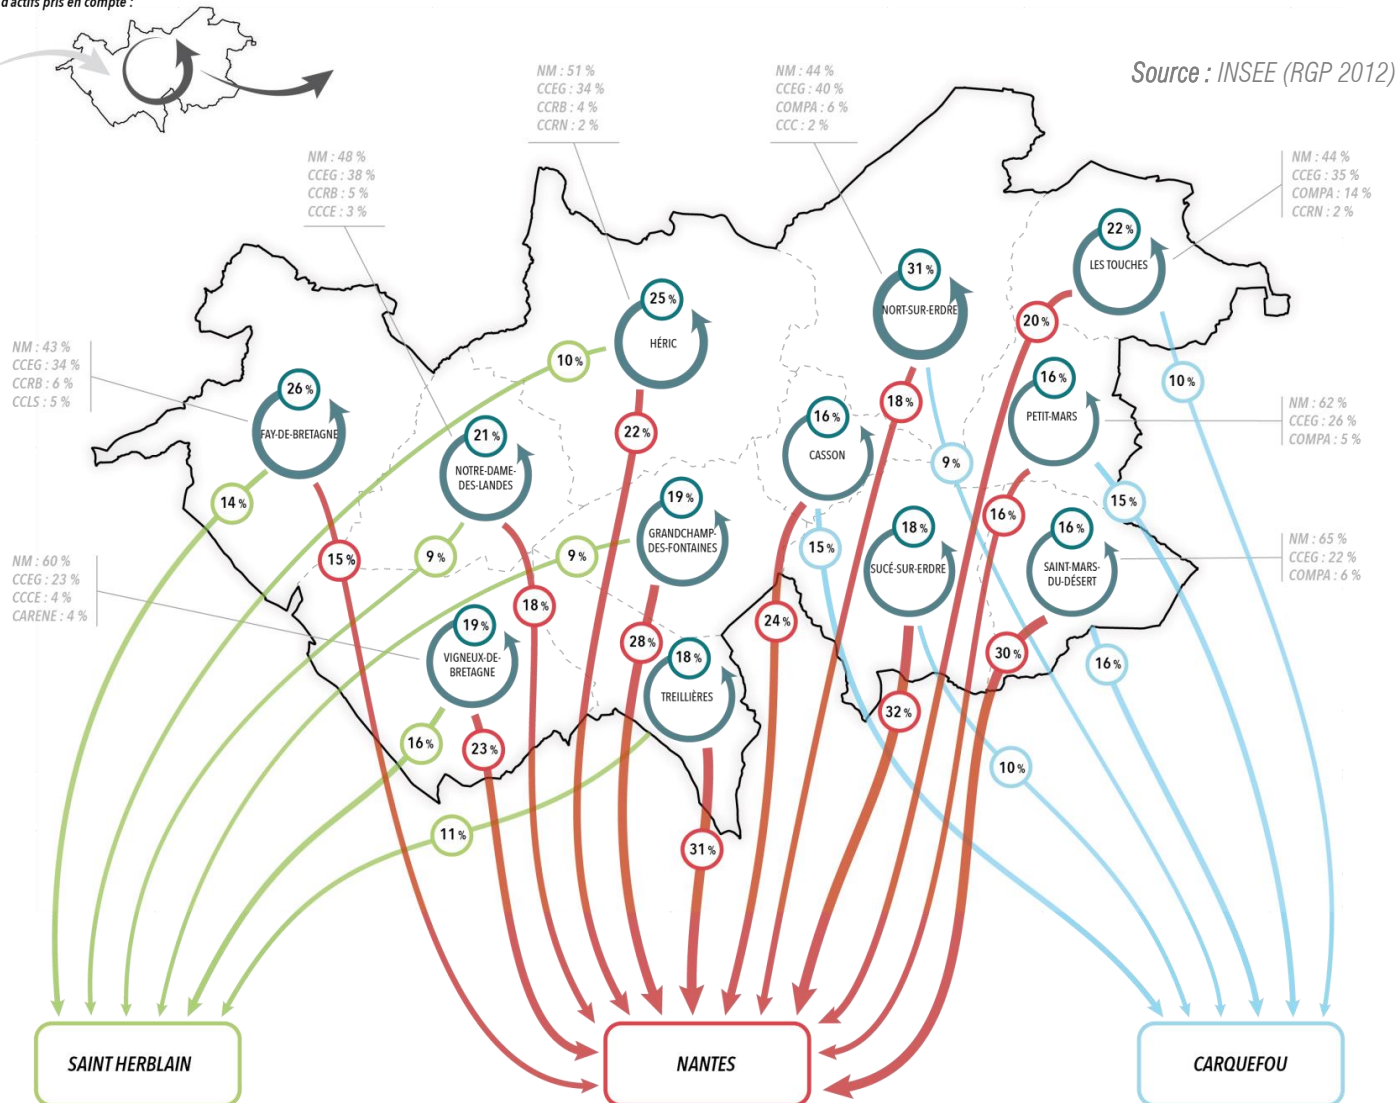 d'actifs pris en compte :
Source : INSEE (RGP 2012)
NM : 51 %
CCEG : 34 %
CCRB : 4 %
CCRN : 2 %
NM : 44 %
CCEG : 40 %
COMPA : 6 %
CCC : 2 %
NM : 48 %
CCEG : 38 %
CCRB : 5 %
CCCE : 3 %
NM : 44 %
CCEG : 35 %
COMPA : 14 %
CCRN : 2 %
22 %
LES TOUCHES
31 %
NORT-SUR-ERDRE
25 %
HÉRIC
20 %
NM : 43 %
CCEG : 34 %
CCRB : 6 %
CCLS : 5 %
10 %
26 %
FAY-DE-BRETAGNE
16 %
PETIT-MARS
10 %
18 %
NM : 62 %
CCEG : 26 %
COMPA : 5 %
16 %
CASSON
22 %
21 %
NOTRE-DAME-
DES-LANDES
9 %
14 %
19 %
GRANDCHAMP-
DES-FONTAINES
15 %
16 %
18 %
SUCÉ-SUR-ERDRE
16 %
SAINT-MARS-
DU-DÉSERT
NM : 65 %
CCEG : 22 %
COMPA : 6 %
15 %
9 %
9 %
15 %
NM : 60 %
CCEG : 23 %
CCCE : 4 %
CARENE : 4 %
18 %
19 %
VIGNEUX-DE-
BRETAGNE
24 %
28 %
18 %
TREILLIÈRES
30 %
16 %
32 %
16 %
23 %
10 %
11 %
31 %
SAINT HERBLAIN
NANTES
CARQUEFOU